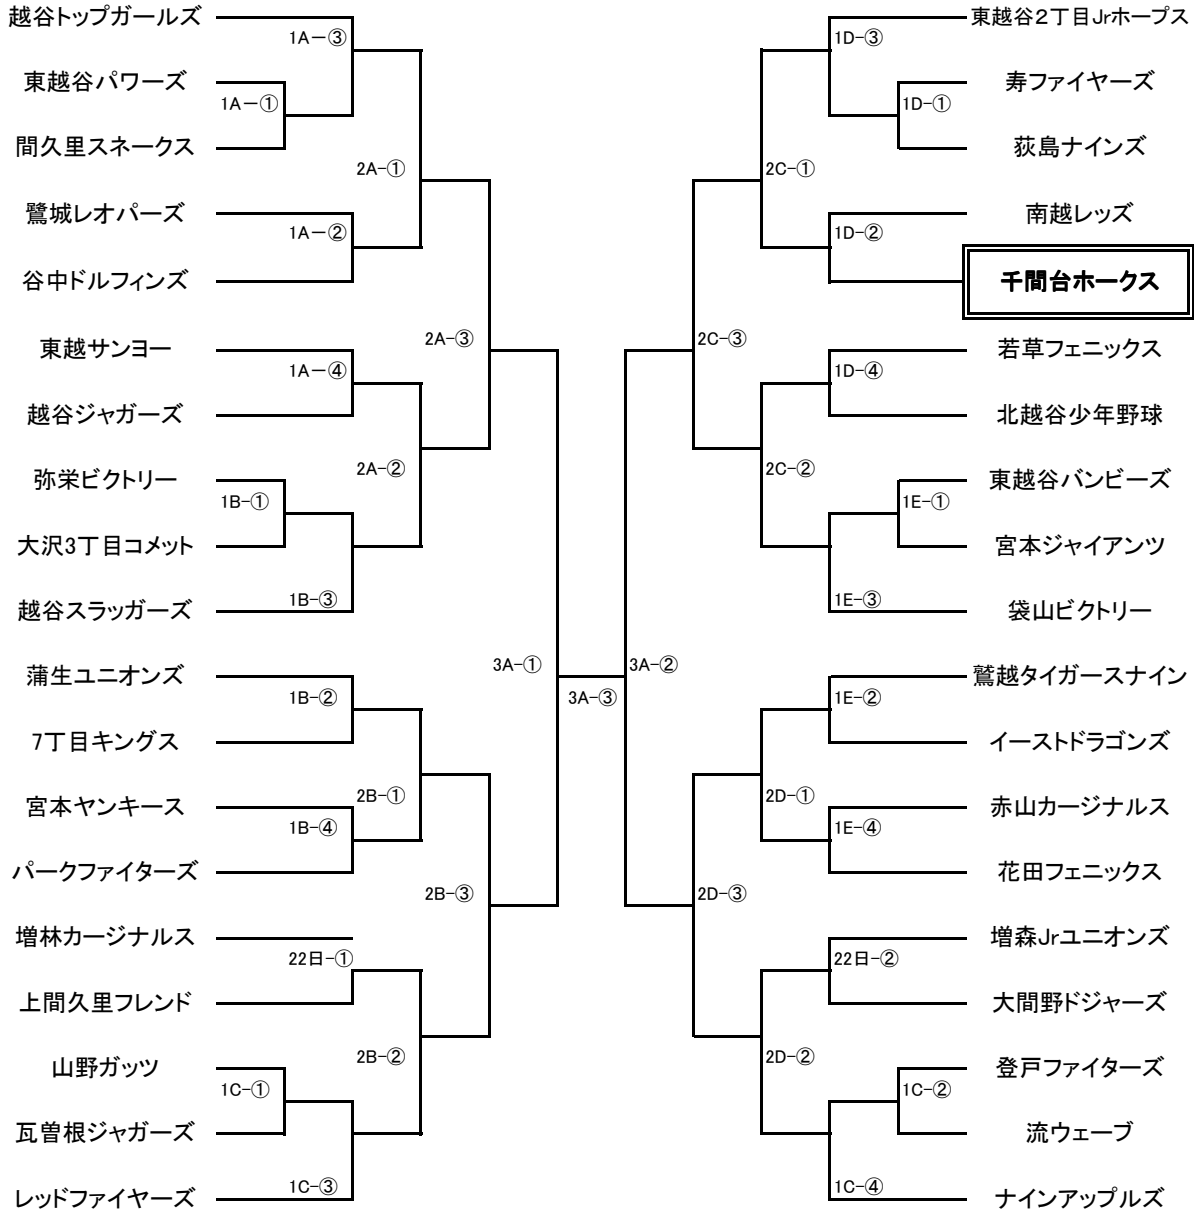 越谷トップガールズ
1A－③
東越谷パワーズ
1A－①
間久里スネークス
2A-①
鷺城レオパーズ
1A－②
谷中ドルフィンズ
2A-③
東越サンヨー
1A－④
越谷ジャガーズ
2A-②
弥栄ビクトリー
1B-①
大沢3丁目コメット
1B-③
越谷スラッガーズ
3A-①
蒲生ユニオンズ
1B-②
7丁目キングス
2B-①
宮本ヤンキース
1B-④
パークファイターズ
2B-③
増林カージナルス
22日-①
上間久里フレンド
2B-②
山野ガッツ
1C-①
瓦曽根ジャガーズ
1C-③
レッドファイヤーズ
3A-③
東越谷２丁目Jrホープス
1D-③
寿ファイヤーズ
1D-①
荻島ナインズ
2C-①
南越レッズ
1D-②
千間台ホークス
2C-③
若草フェニックス
1D-④
北越谷少年野球
2C-②
東越谷バンビーズ
1E-①
宮本ジャイアンツ
1E-③
袋山ビクトリー
3A-②
鷲越タイガースナイン
1E-②
イーストドラゴンズ
2D-①
赤山カージナルス
1E-④
花田フェニックス
2D-③
増森Jrユニオンズ
22日-②
大間野ドジャーズ
2D-②
登戸ファイターズ
1C-②
流ウェーブ
1C-④
ナインアップルズ